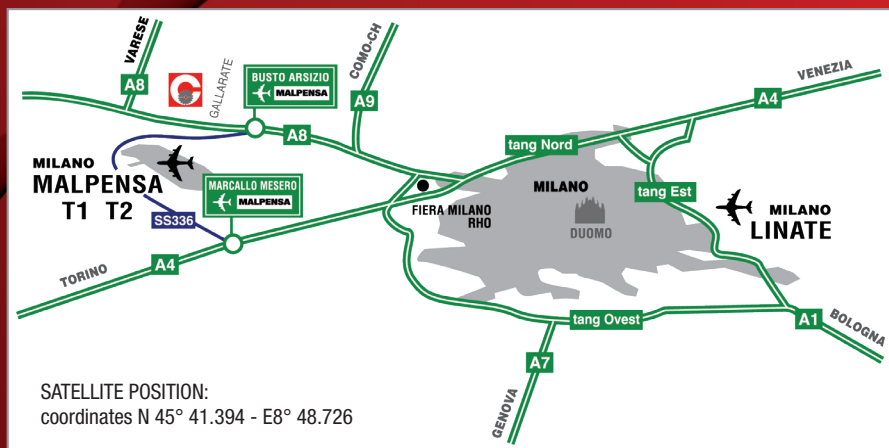 VARESE
A8
GALLARATE
BUSTO ARSIZIO
MALPENSA
COMO-CH
A9
A8
VENEZIA
A4
tang Nord
MILANO
MALPENSA
T1 T2
SS336
MARCALLO MESERO
MALPENSA
FIERA MILANO
RHO
MILANO
DUOMO
tang Est
MILANO
LINATE
TORINO
A4
tang Ovest
A7
GENOVA
A1
BOLOGNA
SATELLITE POSITION:
coordinates N 45° 41.394 - E8° 48.726